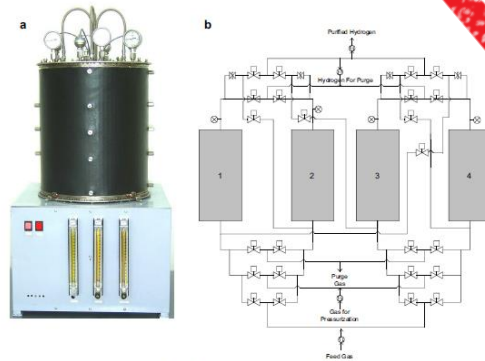 a
b
Purified Hydrogen
Hydrogen For Purge
1
2
3
4
Purge
Gas
Gas for
Pressurization
Feed Gas